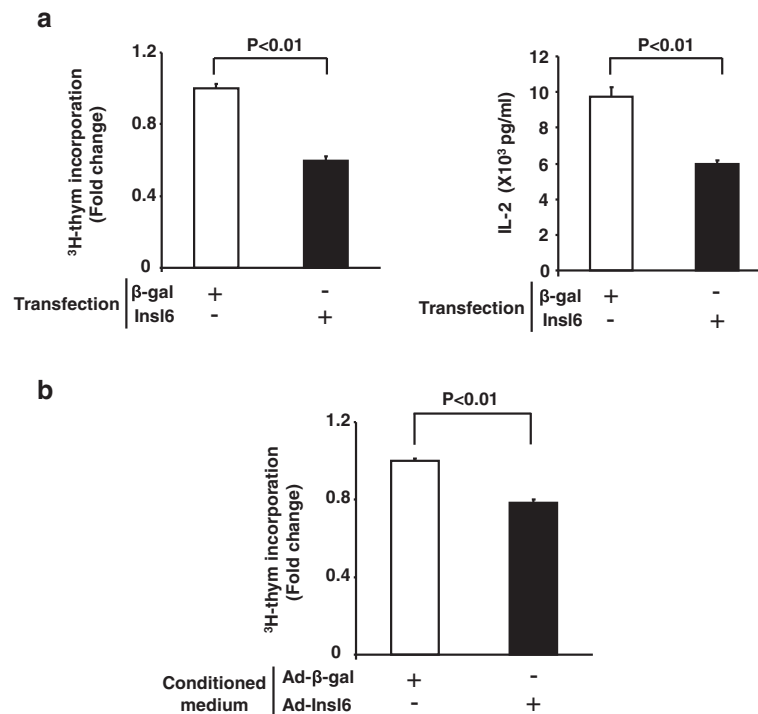 a
P<0.01
1.2
0.8
0.4
0
³H-thym incorporation
(Fold change)
Transfection
β-gal + -
Insl6 - +
P<0.01
12
10
8
6
4
2
0
IL-2 (X10³ pg/ml)
Transfection
β-gal + -
Insl6 - +
b
P<0.01
1.2
0.8
0.4
0
³H-thym incorporation
(Fold change)
Conditioned
medium
Ad-β-gal + -
Ad-Insl6 - +